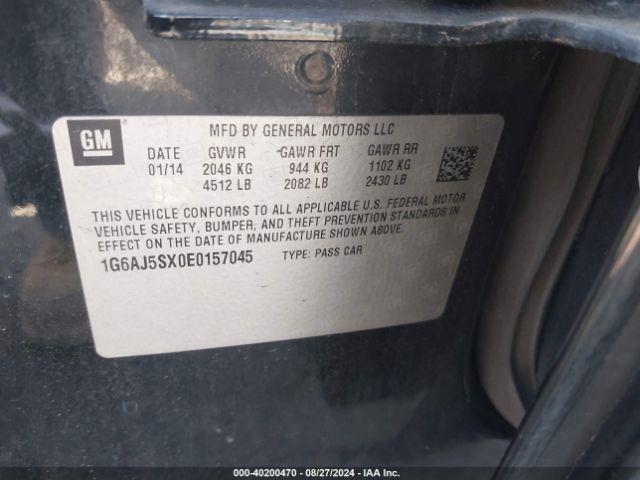 GM
MFD BY GENERAL MOTORS LLC
DATE GVWR GAWR FRT GAWR RR
01/14 2046 KG 944 KG 1102 KG
4512 LB 2082 LB 2430 LB
THIS VEHICLE CONFORMS TO ALL APPLICABLE U.S. FEDERAL MOTOR
VEHICLE SAFETY, BUMPER, AND THEFT PREVENTION STANDARDS IN
EFFECT ON THE DATE OF MANUFACTURE SHOWN ABOVE.
1G6AJ5SX0E0157045 TYPE: PASS CAR
000-40200470 • 08/27/2024 • IAA Inc.